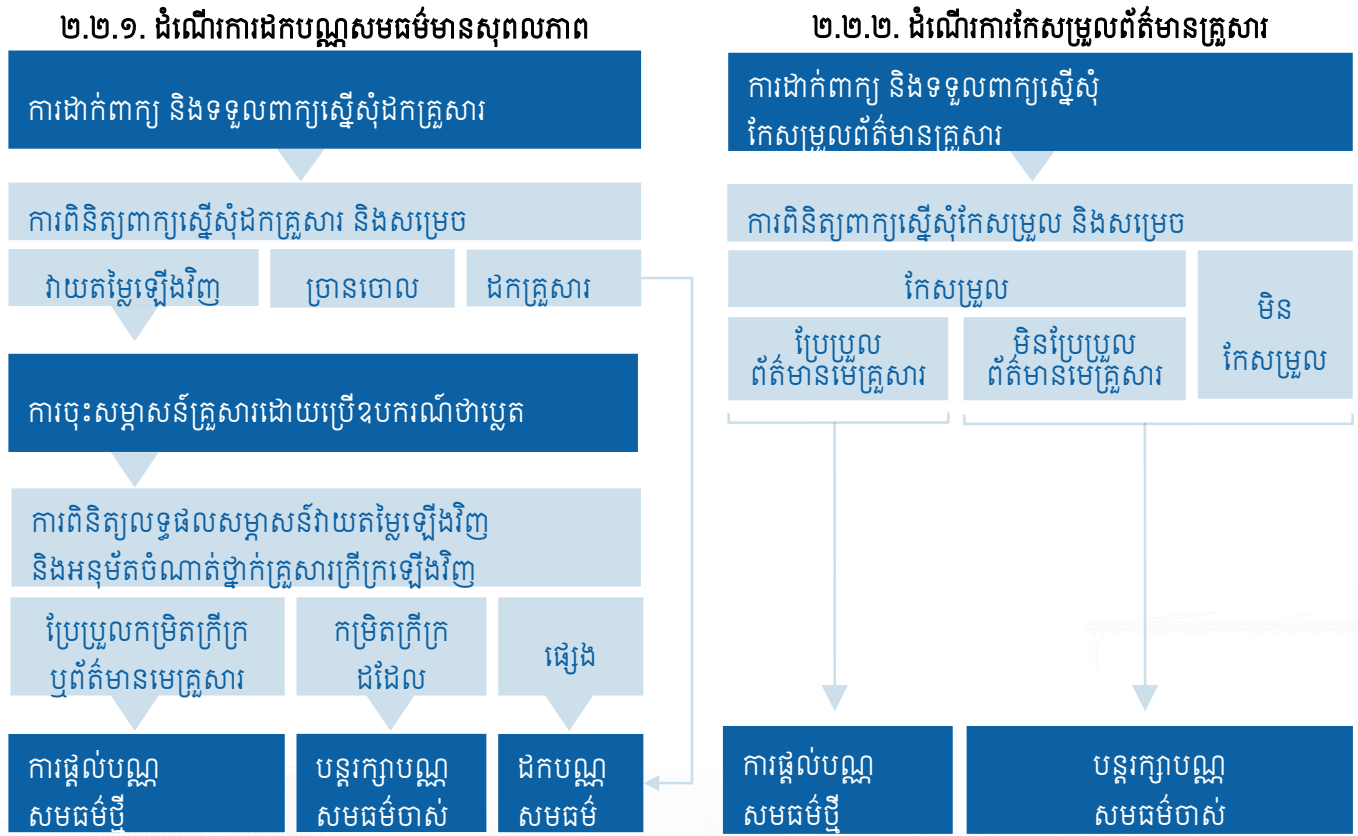 ២.២.១. ដំណើរការដកបណ្ណសមធម៌មានសុពលភាព
ការដាក់ពាក្យ និងទទួលពាក្យស្នើសុំដកគ្រួសារ
ការពិនិត្យពាក្យស្នើសុំដកគ្រួសារ និងសម្រេច
វាយតម្លៃឡើងវិញ
ច្រានចោល
ដកគ្រួសារ
ការចុះសម្ភាសន៍គ្រួសារដោយប្រើឧបករណ៍ថាប្លេត
ការពិនិត្យលទ្ធផលសម្ភាសន៍វាយតម្លៃឡើងវិញ
និងអនុម័តចំណាត់ថ្នាក់គ្រួសារក្រីក្រឡើងវិញ
ប្រែប្រួលកម្រិតក្រីក្រ
ឬព័ត៌មានមេគ្រួសារ
កម្រិតក្រីក្រ
ដដែល
ផ្សេង
ការផ្តល់បណ្ណ
សមធម៌ថ្មី
បន្តរក្សាបណ្ណ
សមធម៌ចាស់
ដកបណ្ណ
សមធម៌
២.២.២. ដំណើរការកែសម្រួលព័ត៌មានគ្រួសារ
ការដាក់ពាក្យ និងទទួលពាក្យស្នើសុំ
កែសម្រួលព័ត៌មានគ្រួសារ
ការពិនិត្យពាក្យស្នើសុំកែសម្រួល និងសម្រេច
កែសម្រួល
ប្រែប្រួល
ព័ត៌មានមេគ្រួសារ
មិនប្រែប្រួល
ព័ត៌មានមេគ្រួសារ
មិន
កែសម្រួល
ការផ្តល់បណ្ណ
សមធម៌ថ្មី
បន្តរក្សាបណ្ណ
សមធម៌ចាស់